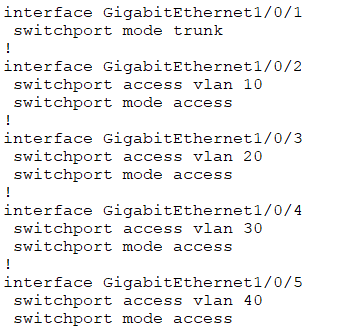 interface GigabitEthernet1/0/1
 switchport mode trunk
!
interface GigabitEthernet1/0/2
 switchport access vlan 10
 switchport mode access
!
interface GigabitEthernet1/0/3
 switchport access vlan 20
 switchport mode access
!
interface GigabitEthernet1/0/4
 switchport access vlan 30
 switchport mode access
!
interface GigabitEthernet1/0/5
 switchport access vlan 40
 switchport mode access